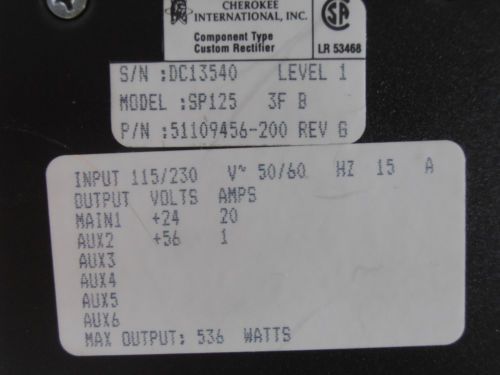 CHEROKEE
INTERNATIONAL, INC.
Component Type
Custom Rectifier
SA
LR 53468
S/N :DC13540 LEVEL 1
MODEL :SP125 3F B
P/N :51109456-200 REV G
INPUT 115/230 V~ 50/60 HZ 15 A
OUTPUT VOLTS AMPS
MAIN1 +24 20
AUX2 +56 1
AUX3
AUX4
AUX5
AUX6
MAX OUTPUT: 536 WATTS